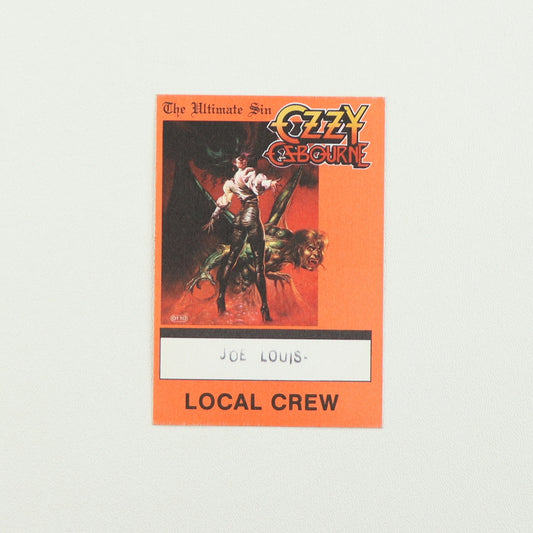 The Ultimate Sin
OZZY
OSBOURNE
JOE LOUIS-
LOCAL CREW